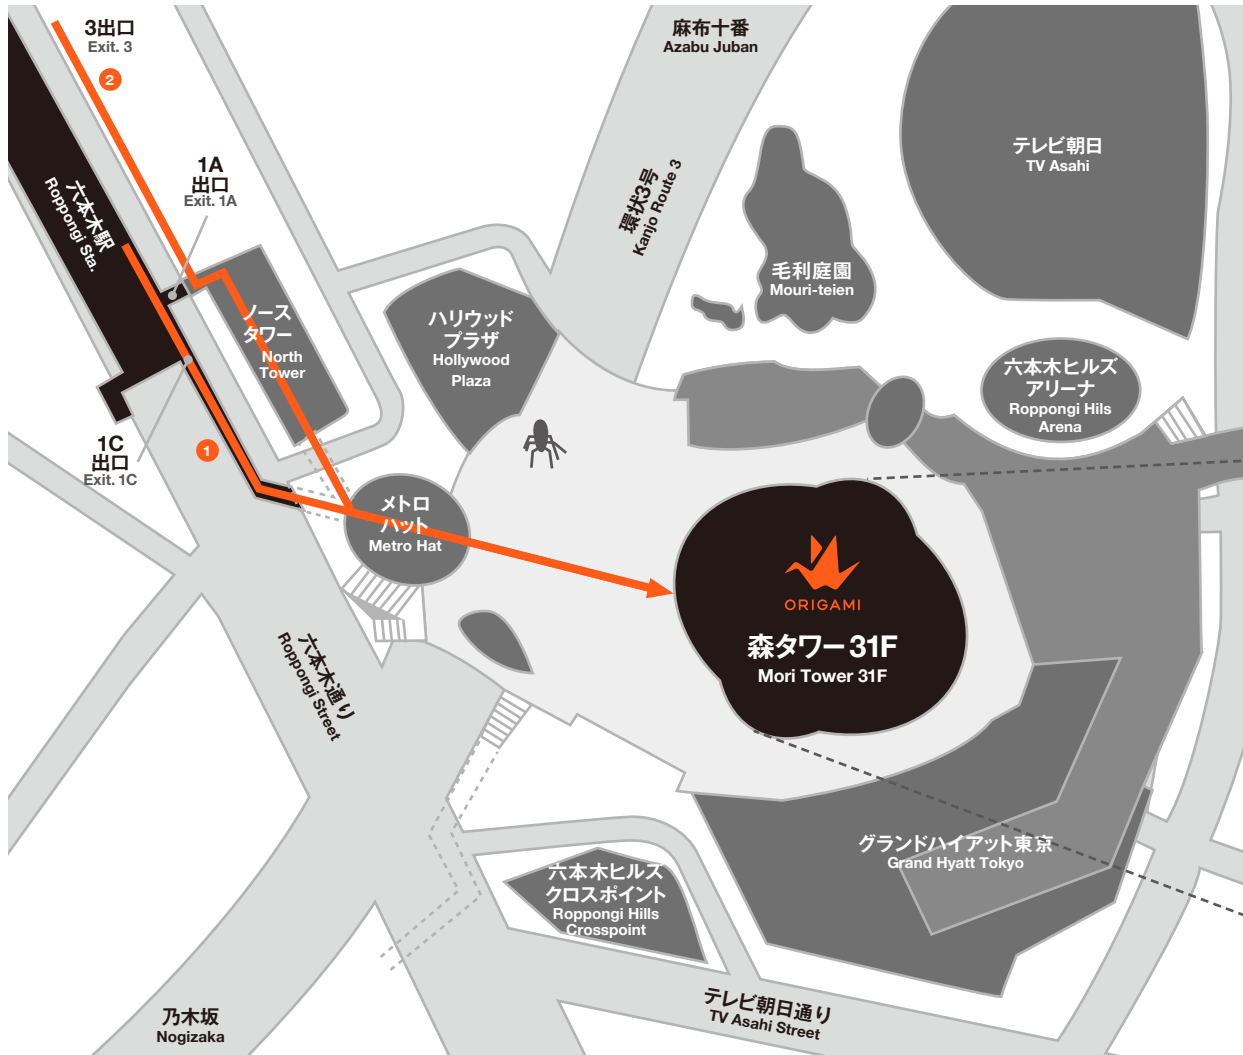 3出口
Exit. 3
2
麻布十番
Azabu Juban
テレビ朝日
TV Asahi
1A
出口
Exit. 1A
六本木駅
Roppongi Sta.
環状3号
Kanjo Route 3
毛利庭園
Mouri-teien
ノース
タワー
North
Tower
ハリウッド
プラザ
Hollywood
Plaza
六本木ヒルズ
アリーナ
Roppongi Hils
Arena
1C
出口
Exit. 1C
1
メトロ
ハット
Metro Hat
ORIGAMI
森タワー 31F
Mori Tower 31F
六本木通り
Roppongi Street
グランドハイアット東京
Grand Hyatt Tokyo
六本木ヒルズ
クロスポイント
Roppongi Hills
Crosspoint
乃木坂
Nogizaka
テレビ朝日通り
TV Asahi Street